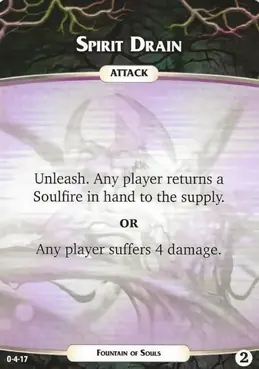 Spirit Drain
ATTACK
Unleash. Any player returns a
Soulfire in hand to the supply.
OR
Any player suffers 4 damage.
0-4-17
Fountain of Souls
2